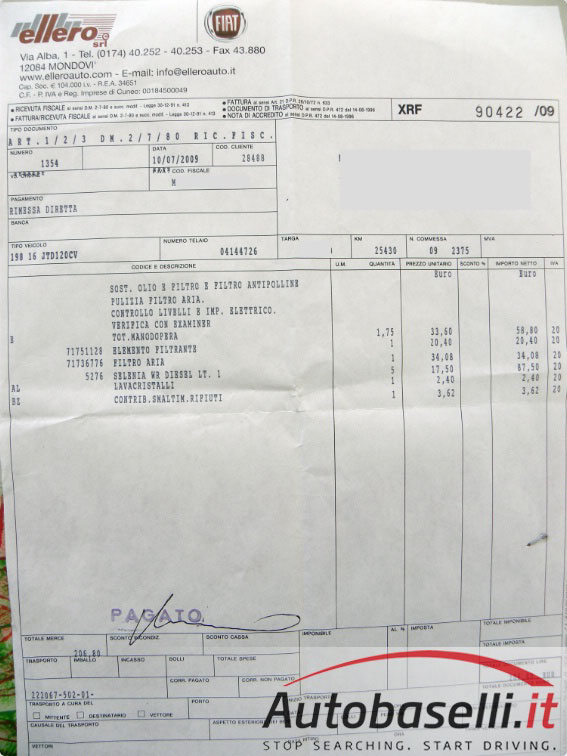 ellero srl
FIAT
Via Alba, 1 - Tel. (0174) 40.252 - 40.253 - Fax 43.880
12084 MONDOVI'
www.elleroauto.com - E-mail: info@elleroauto.it
Cap. Soc. € 104.000 i.v. - R.E.A. 34651
C.F. - P. IVA e Reg. Imprese di Cuneo: 00184500049
• RICEVUTA FISCALE
• FATTURA/RICEVUTA FISCALE
• FATTURA
• DOCUMENTO DI TRASPORTO
• NOTA DI ACCREDITO
XRF 90422 /09
TIPO DOCUMENTO
ART.1/2/3 DM.2/7/80 RIC.FISC.
NUMERO DATA COD. CLIENTE
1354 10/07/2009 28488
COD. FISCALE
M
PAGAMENTO
RIMESSA DIRETTA
BANCA
TIPO VEICOLO NUMERO TELAIO TARGA KM N. COMMESSA MVA
198 16 JTD120CV 04144726 25430 09 2375
CODICE E DESCRIZIONE U.M. QUANTITÀ PREZZO UNITARIO SCONTO % IMPORTO NETTO IVA
Euro Euro
SOST. OLIO E FILTRO E FILTRO ANTIPOLLINE
PULIZIA FILTRO ARIA.
CONTROLLO LIVELLI E IMP. ELETTRICO.
VERIFICA CON EXAMINER
TOT.MANODOPERA 1,75 33,60 58,80 20
71751128 ELEMENTO FILTRANTE 1 20,40 20,40 20
71736776 FILTRO ARIA 1 34,08 34,08 20
5276 SELENIA WR DIESEL LT. 1 5 17,50 87,50 20
AL LAVACRISTALLI 1 2,40 2,40 20
BZ CONTRIB.SMALTIM.RIFIUTI 1 3,62 3,62 20
PAGATO
TOTALE MERCE SCONTO INCONDIZ. SCONTO CASSA IMPONIBILE AL. % IMPOSTA TOTALE IMPONIBILE
206,80
TOTALE IMPOSTA
TRASPORTO IMBALLO INCASSO BOLLI TOTALE SPESE
CORR. PAGATO CORR. NON PAGATO
222067-502-01-
TRASPORTO A CURA DEL PORTO
MITTENTE DESTINATARIO VETTORE
CAUSALE DEL TRASPORTO ASPETTO ESTERIORE DEI
VETTORI
Autobaselli.it
STOP SEARCHING. START DRIVING.